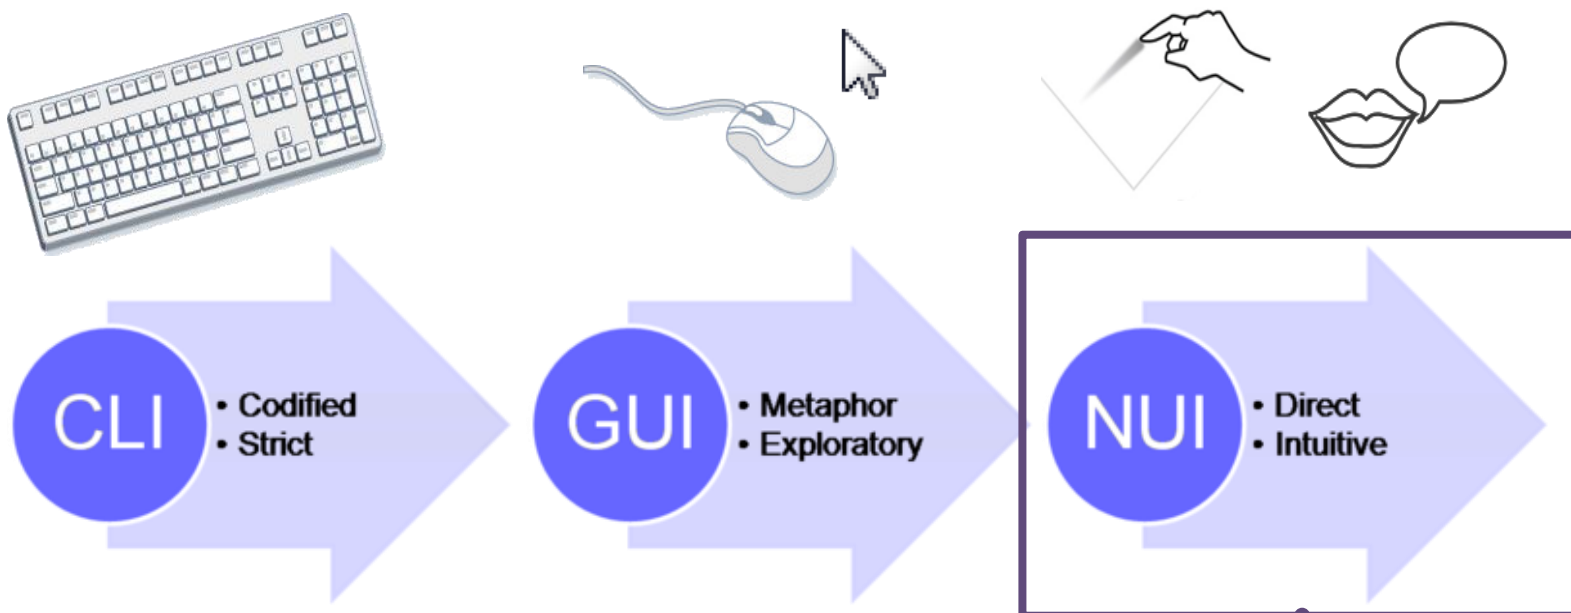 CLI
• Codified
• Strict
GUI
• Metaphor
• Exploratory
NUI
• Direct
• Intuitive